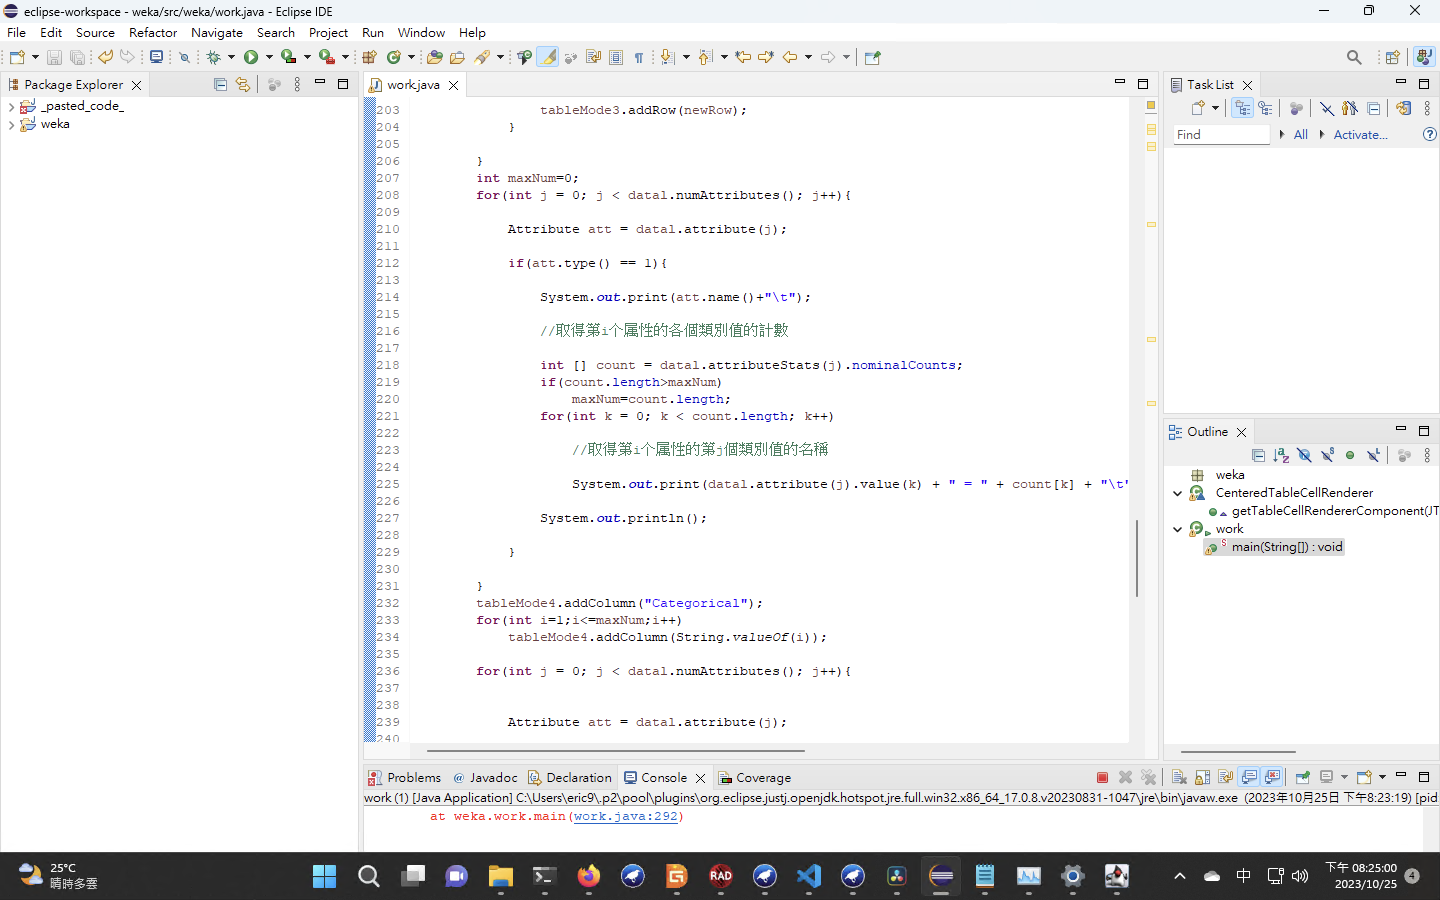 eclipse-workspace - weka/src/weka/work.java - Eclipse IDE
File Edit Source Refactor Navigate Search Project Run Window Help
Package Explorer
_pasted_code_
weka
work.java
203 tableMode3.addRow(newRow);
204 }
205
206 }
207 int maxNum=0;
208 for(int j = 0; j < data1.numAttributes(); j++){
209
210 Attribute att = data1.attribute(j);
211
212 if(att.type() == 1){
213
214 System.out.print(att.name()+"\t");
215
216 //取得第i个属性的各個類別值的計數
217
218 int [] count = data1.attributeStats(j).nominalCounts;
219 if(count.length>maxNum)
220 maxNum=count.length;
221 for(int k = 0; k < count.length; k++)
222
223 //取得第i个属性的第j個類別值的名稱
224
225 System.out.print(data1.attribute(j).value(k) + " = " + count[k] + "\t"
226
227 System.out.println();
228
229 }
230
231 }
232 tableMode4.addColumn("Categorical");
233 for(int i=1;i<=maxNum;i++)
234 tableMode4.addColumn(String.valueOf(i));
235
236 for(int j = 0; j < data1.numAttributes(); j++){
237
238
239 Attribute att = data1.attribute(j);
240
Task List
Find All Activate...
Outline
weka
CenteredTableCellRenderer
getTableCellRendererComponent(JT
work
main(String[]) : void
Problems Javadoc Declaration Console Coverage
work (1) [Java Application] C:\Users\eric9\.p2\pool\plugins\org.eclipse.justj.openjdk.hotspot.jre.full.win32.x86_64_17.0.8.v20230831-1047\jre\bin\javaw.exe (2023年10月25日 下午8:23:19) [pid
at weka.work.main(work.java:292)
25°C
晴時多雲
RAD
中
下午 08:25:00
2023/10/25
4